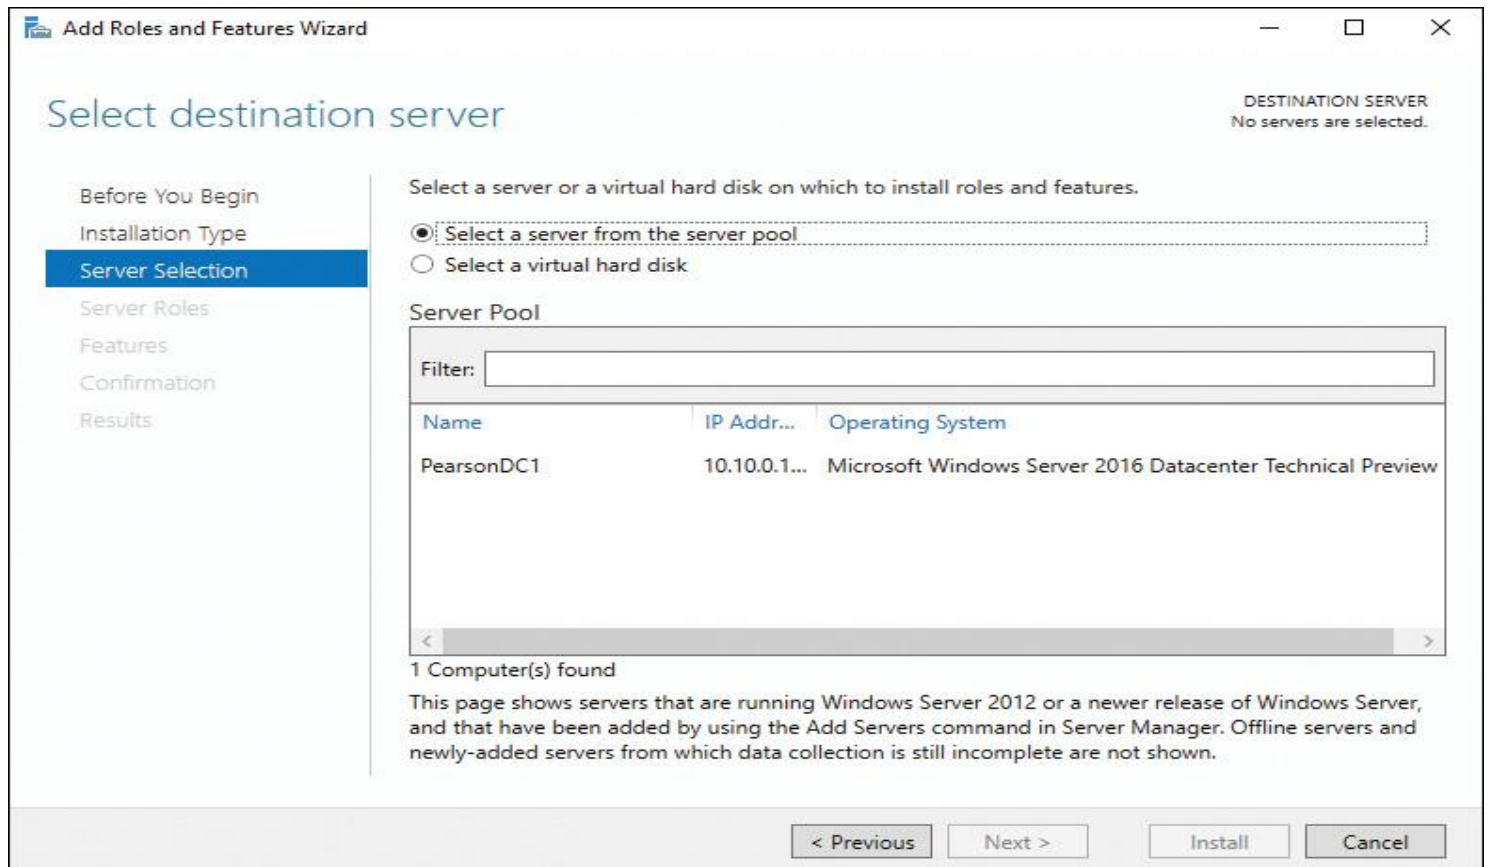 Add Roles and Features Wizard
Select destination server
DESTINATION SERVER
No servers are selected.
Before You Begin
Installation Type
Server Selection
Server Roles
Features
Confirmation
Results
Select a server or a virtual hard disk on which to install roles and features.
Select a server from the server pool
Select a virtual hard disk
Server Pool
Filter:
Name IP Addr... Operating System
PearsonDC1 10.10.0.1... Microsoft Windows Server 2016 Datacenter Technical Preview
1 Computer(s) found
This page shows servers that are running Windows Server 2012 or a newer release of Windows Server,
and that have been added by using the Add Servers command in Server Manager. Offline servers and
newly-added servers from which data collection is still incomplete are not shown.
< Previous Next > Install Cancel